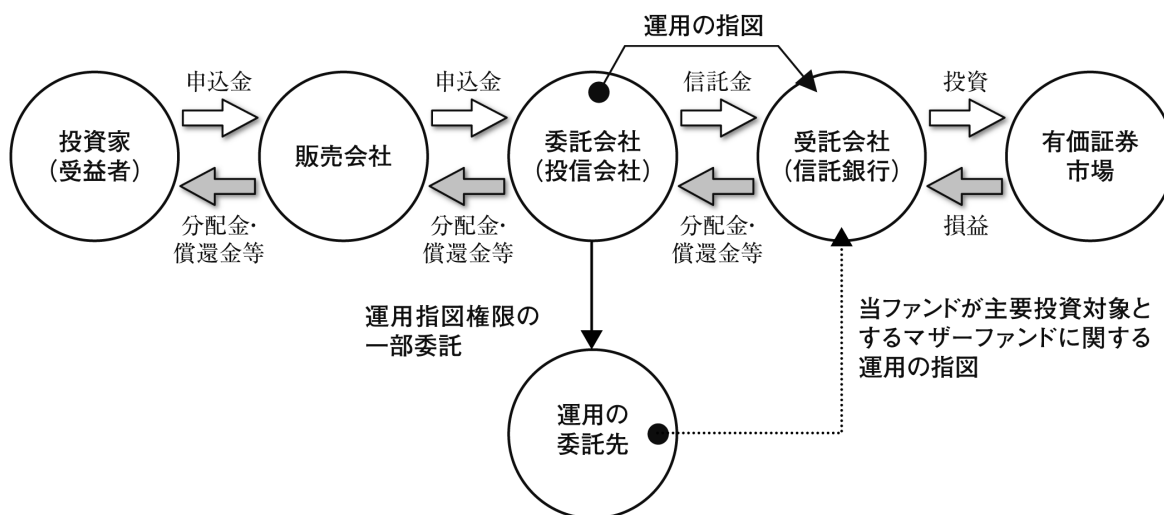 運用の指図
申込金
申込金
信託金
投資
投資家
(受益者)
販売会社
委託会社
(投信会社)
受託会社
(信託銀行)
有価証券
市場
分配金・
償還金等
分配金・
償還金等
分配金・
償還金等
損益
運用指図権限の
一部委託
当ファンドが主要投資対象と
するマザーファンドに関する
運用の指図
運用の
委託先